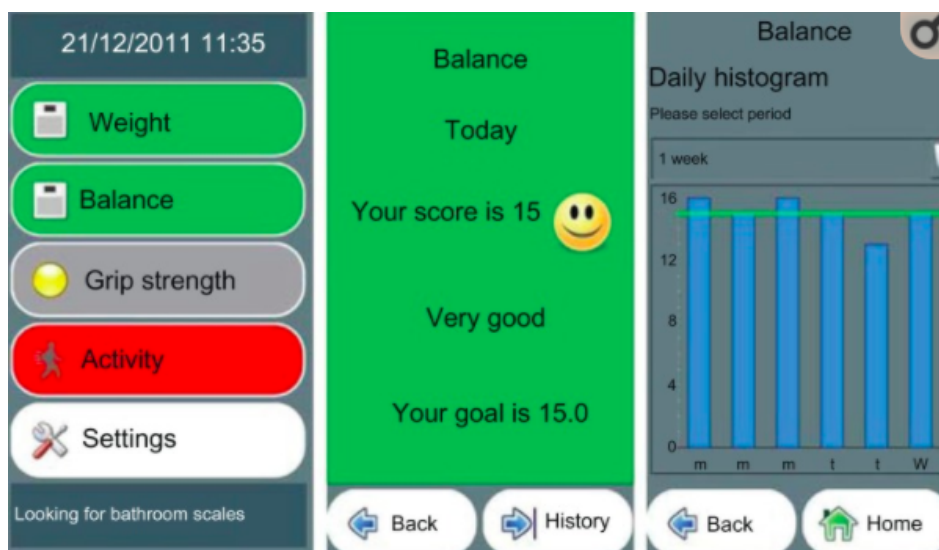 21/12/2011 11:35
Weight
Balance
Grip strength
Activity
Settings
Looking for bathroom scales
Balance
Today
Your score is 15
Very good
Your goal is 15.0
Back
History
Balance
Daily histogram
Please select period
1 week
16
12
8
4
0
m m m t t W
Back
Home